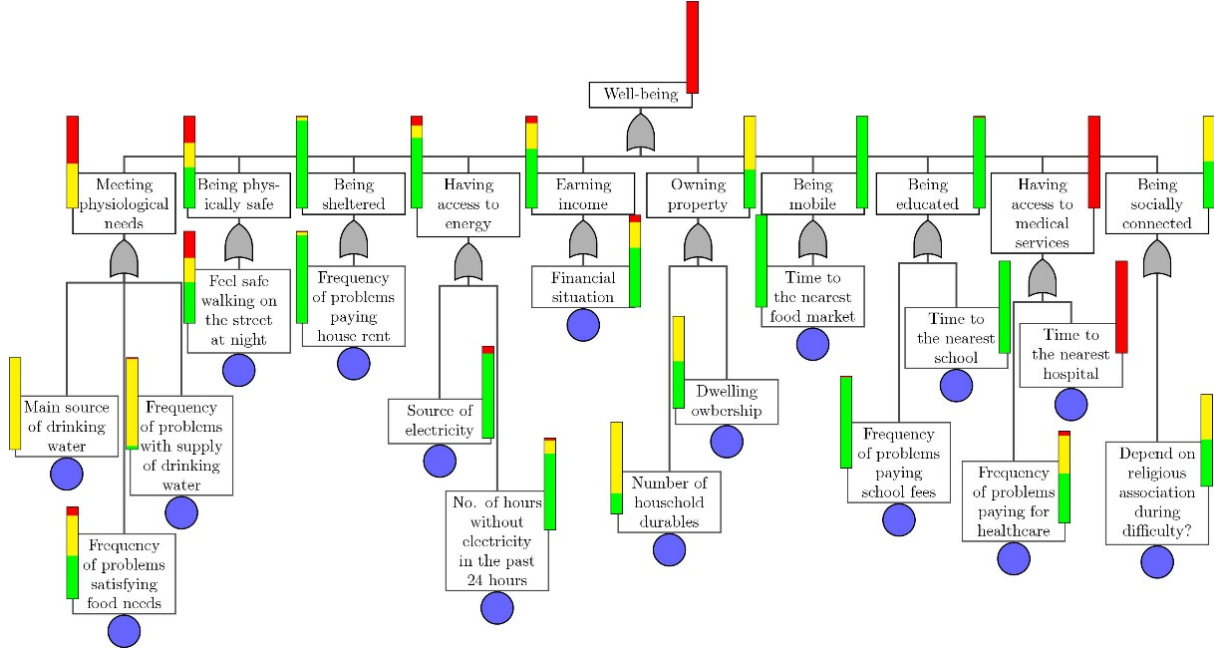 Well-being
Meeting
physiological
needs
Being phys-
ically safe
Being
sheltered
Having
access to
energy
Earning
income
Owning
property
Being
mobile
Being
educated
Having
access to
medical
services
Being
socially
connected
Feel safe
walking on
the street
at night
Frequency
of problems
paying
house rent
Financial
situation
Time to
the nearest
food market
Time to
the nearest
school
Time to
the nearest
hospital
Main source
of drinking
water
Frequency
of problems
with supply
of drinking
water
Source of
electricity
Dwelling
owbership
Frequency
of problems
paying
school fees
Frequency
of problems
paying for
healthcare
Depend on
religious
association
during
difficulty?
Number of
household
durables
No. of hours
without
electricity
in the past
24 hours
Frequency
of problems
satisfying
food needs